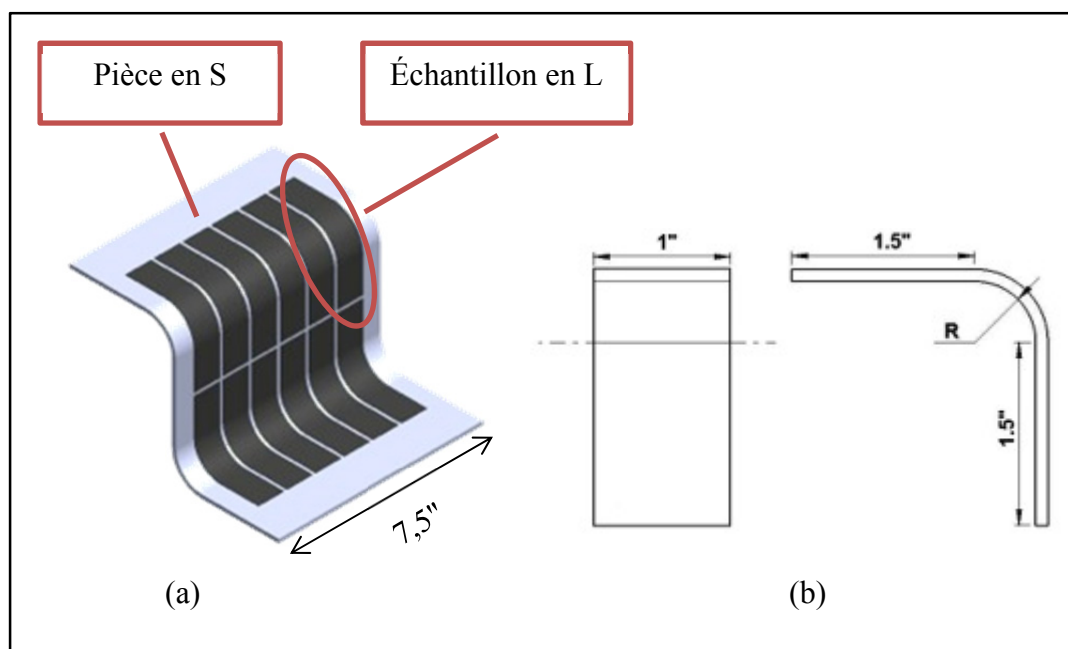 Pièce en S
Échantillon en L
1"
1.5"
R
1.5"
7,5"
(a)
(b)